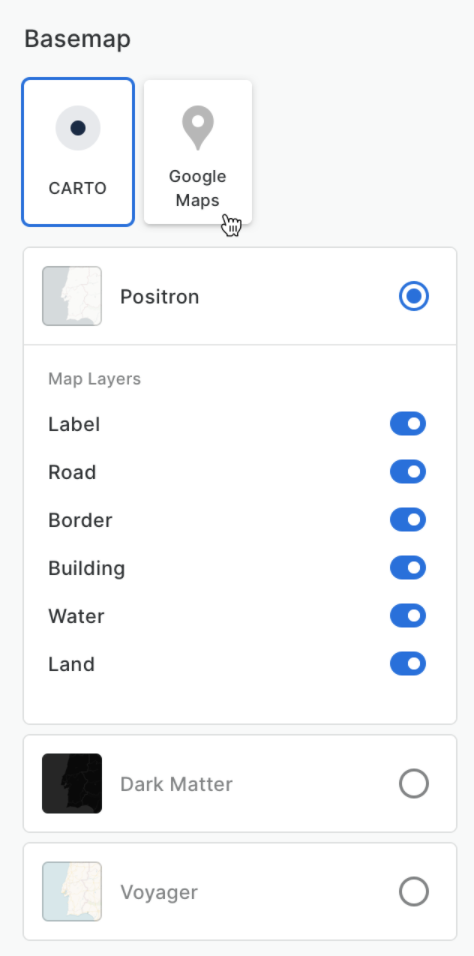 Basemap
CARTO
Google
Maps
Positron
Map Layers
Label
Road
Border
Building
Water
Land
Dark Matter
Voyager